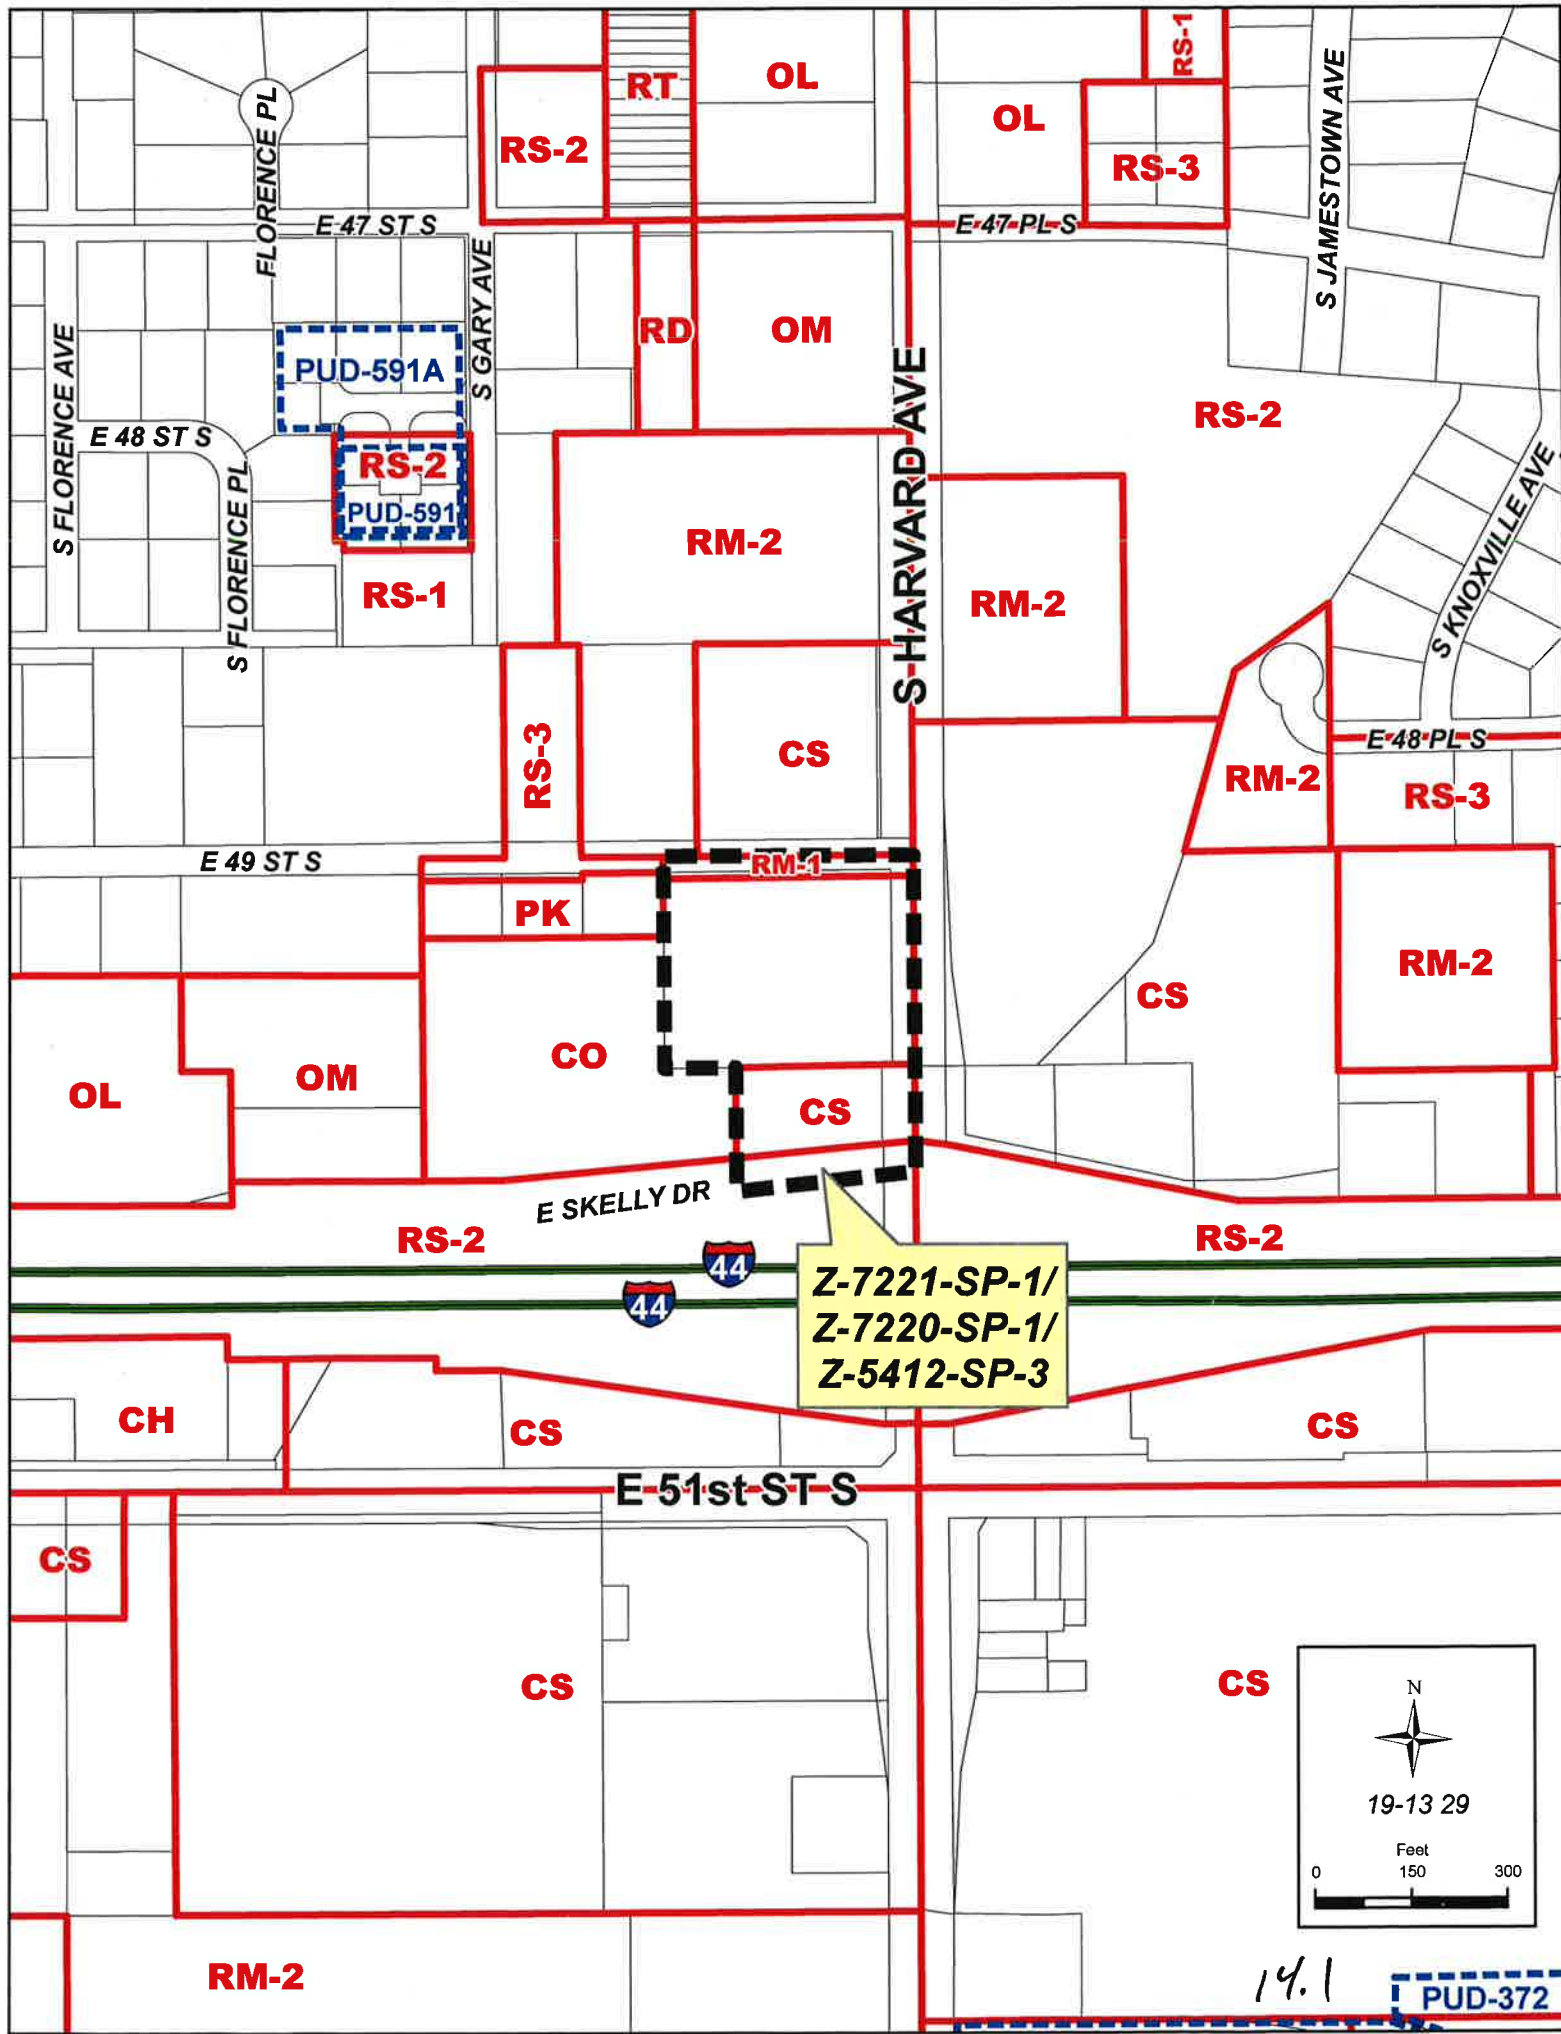 RS-1
RT
OL
OL
RS-2
RS-3
FLORENCE PL
S JAMESTOWN AVE
E 47 ST S
E 47 PL S
S GARY AVE
RD
OM
S FLORENCE AVE
PUD-591A
S HARVARD AVE
RS-2
E 48 ST S
RS-2
PUD-591
S FLORENCE PL
RM-2
S KNOXVILLE AVE
RS-1
RM-2
RS-3
CS
E 48 PL S
RM-2
RS-3
E 49 ST S
RM-1
PK
RM-2
CS
CO
OM
OL
CS
E SKELLY DR
RS-2
RS-2
44
44
Z-7221-SP-1/
Z-7220-SP-1/
Z-5412-SP-3
CH
CS
CS
E 51st ST S
CS
CS
CS
N
19-13 29
Feet
0 150 300
RM-2
14.1
PUD-372